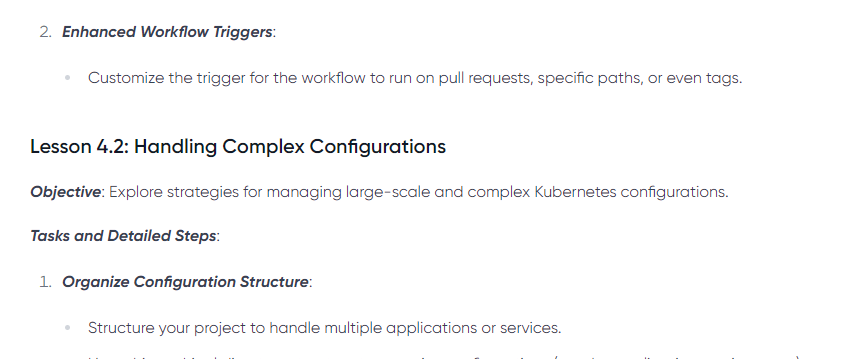 2. Enhanced Workflow Triggers:
Customize the trigger for the workflow to run on pull requests, specific paths, or even tags.
Lesson 4.2: Handling Complex Configurations
Objective: Explore strategies for managing large-scale and complex Kubernetes configurations.
Tasks and Detailed Steps:
1. Organize Configuration Structure:
Structure your project to handle multiple applications or services.